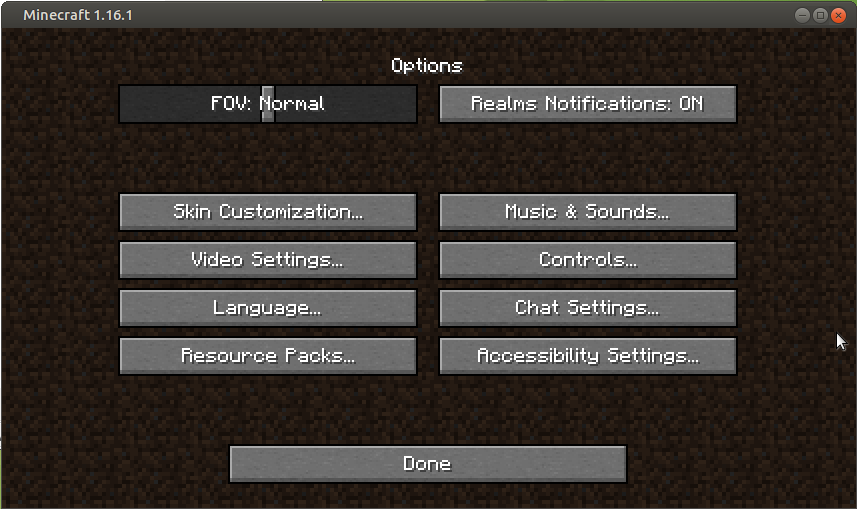 Minecraft 1.16.1
Options
FOV: Normal
Realms Notifications: ON
Skin Customization...
Music & Sounds...
Video Settings...
Controls...
Language...
Chat Settings...
Resource Packs...
Accessibility Settings...
Done